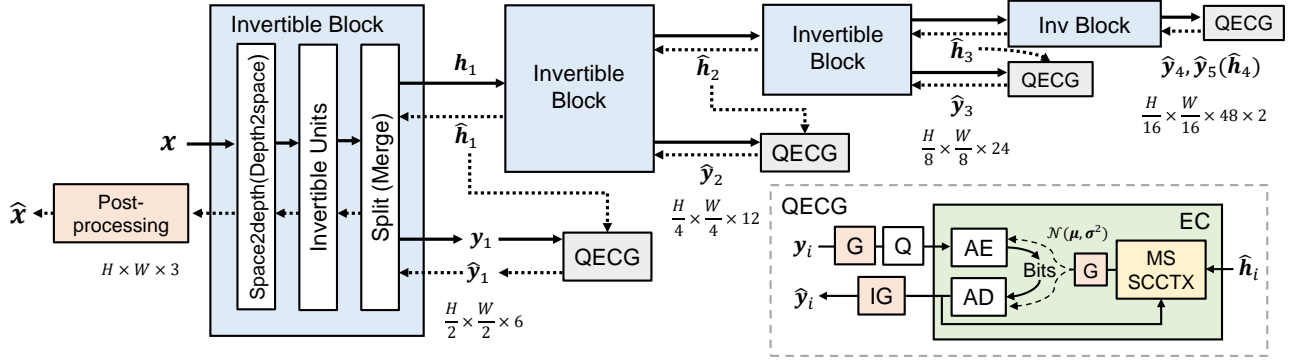 Invertible Block
x
Space2depth(Depth2space)
Invertible Units
Split (Merge)
x̂
Post-
processing
H × W × 3
h₁
ĥ₁
y₁
ŷ₁
QECG
H/2 × W/2 × 6
Invertible
Block
ĥ₂
ŷ₂
QECG
H/4 × W/4 × 12
Invertible
Block
ĥ₃
ŷ₃
QECG
H/8 × W/8 × 24
Inv Block
QECG
ŷ₄, ŷ₅(ĥ₄)
H/16 × W/16 × 48 × 2
QECG
EC
yᵢ
G
Q
AE
𝒩(μ, σ²)
Bits
G
MS
SCCTX
ĥᵢ
ŷᵢ
IG
AD